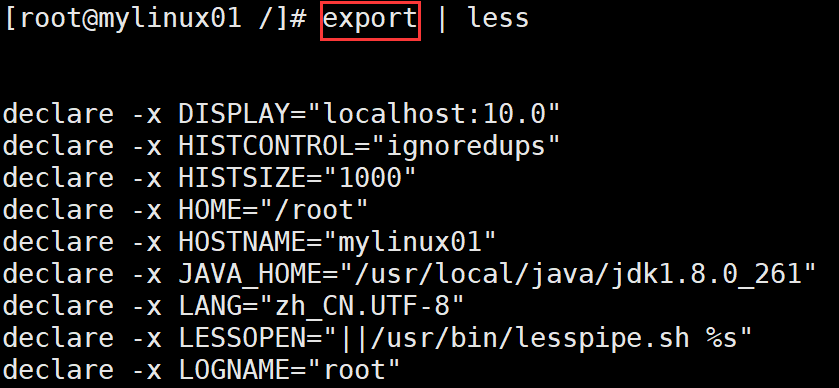 [root@mylinux01 /]# export | less
declare -x DISPLAY="localhost:10.0"
declare -x HISTCONTROL="ignoredups"
declare -x HISTSIZE="1000"
declare -x HOME="/root"
declare -x HOSTNAME="mylinux01"
declare -x JAVA_HOME="/usr/local/java/jdk1.8.0_261"
declare -x LANG="zh_CN.UTF-8"
declare -x LESSOPEN="||/usr/bin/lesspipe.sh %s"
declare -x LOGNAME="root"